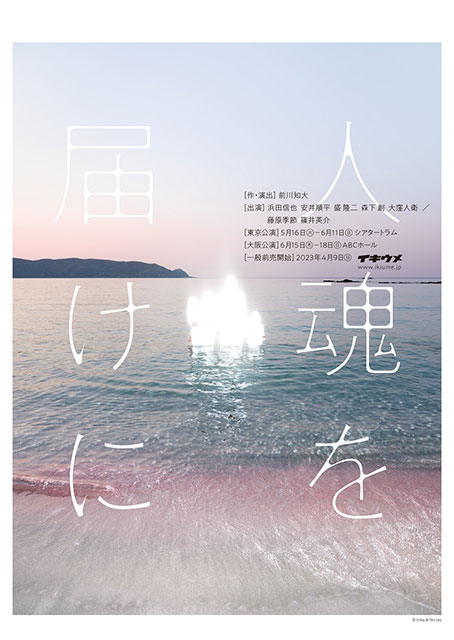 人魂を
届けに
[作・演出] 前川知大
[出演] 浜田信也 安井順平 盛 隆二 森下 創 大窪人衛 ／
藤原季節 篠井英介
[東京公演] 5月16日㊋―6月11日㊐ シアタートラム
[大阪公演] 6月15日㊍―18日㊐ ABCホール
[一般前売開始] 2023年4月9日㊐ イキウメ
www.ikiume.jp